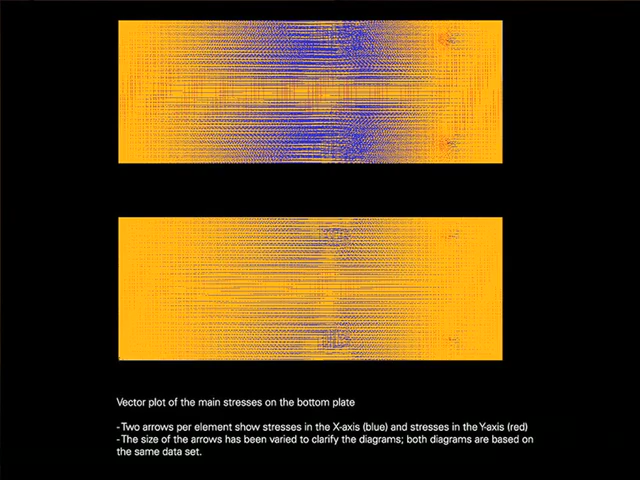 Vector plot of the main stresses on the bottom plate
-Two arrows per element show stresses in the X-axis (blue) and stresses in the Y-axis (red)
-The size of the arrows has been varied to clarify the diagrams; both diagrams are based on
the same data set.